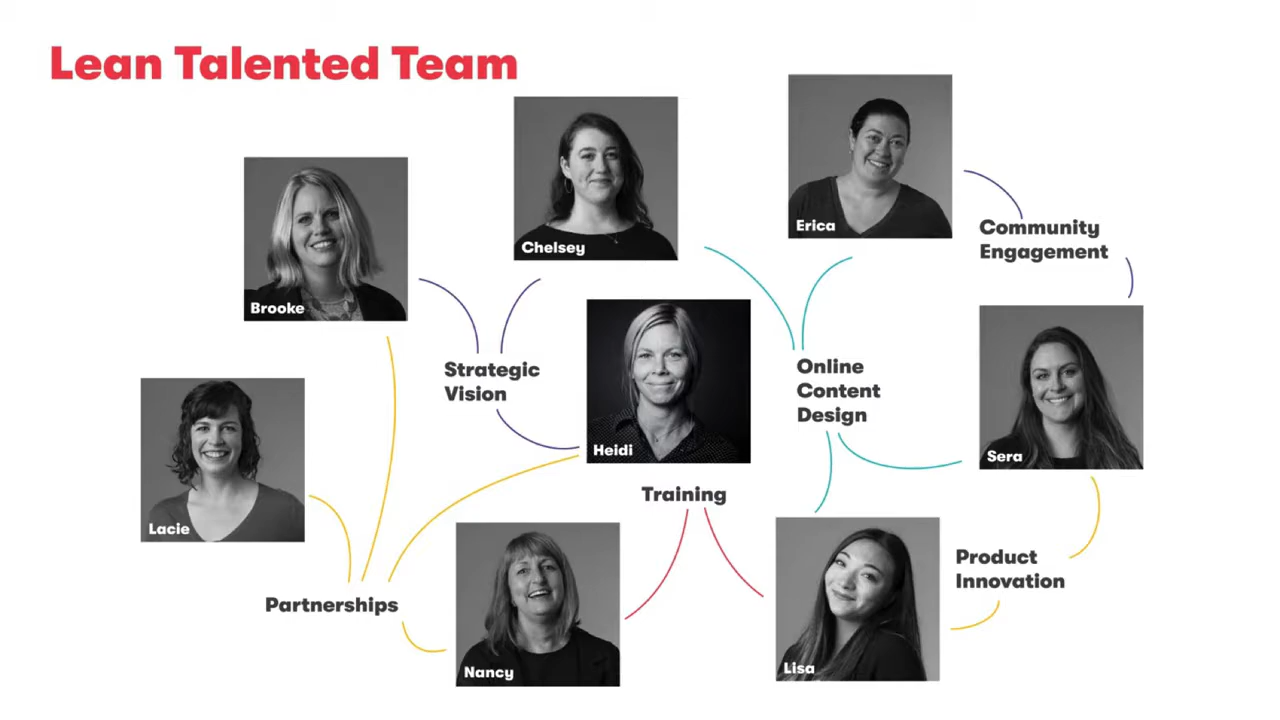 Lean Talented Team
Chelsey
Erica
Brooke
Community
Engagement
Strategic
Vision
Heidi
Online
Content
Design
Sera
Lacie
Training
Partnerships
Nancy
Lisa
Product
Innovation